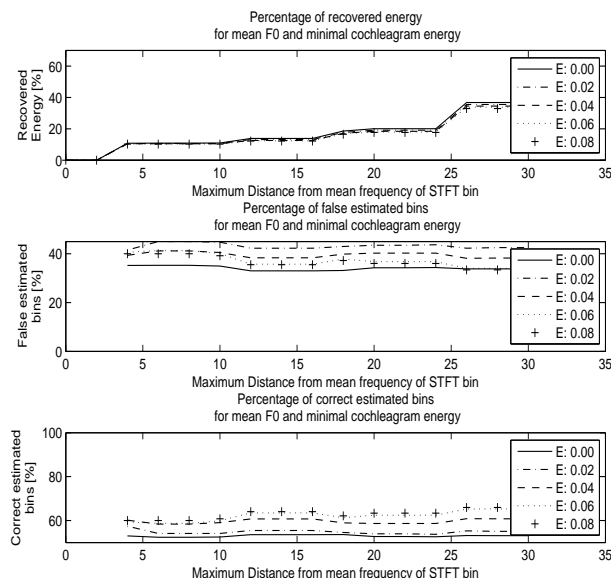 Percentage of recovered energy
for mean F0 and minimal cochleagram energy
60
40
20
0
Recovered
Energy [%]
0 5 10 15 20 25 30 35
Maximum Distance from mean frequency of STFT bin
E: 0.00
E: 0.02
E: 0.04
E: 0.06
E: 0.08
Percentage of false estimated bins
for mean F0 and minimal cochleagram energy
40
20
0
False estimated
bins [%]
0 5 10 15 20 25 30 35
Maximum Distance from mean frequency of STFT bin
E: 0.00
E: 0.02
E: 0.04
E: 0.06
E: 0.08
Percentage of correct estimated bins
for mean F0 and minimal cochleagram energy
100
80
60
Correct estimated
bins [%]
0 5 10 15 20 25 30 35
Maximum Distance from mean frequency of STFT bin
E: 0.00
E: 0.02
E: 0.04
E: 0.06
E: 0.08